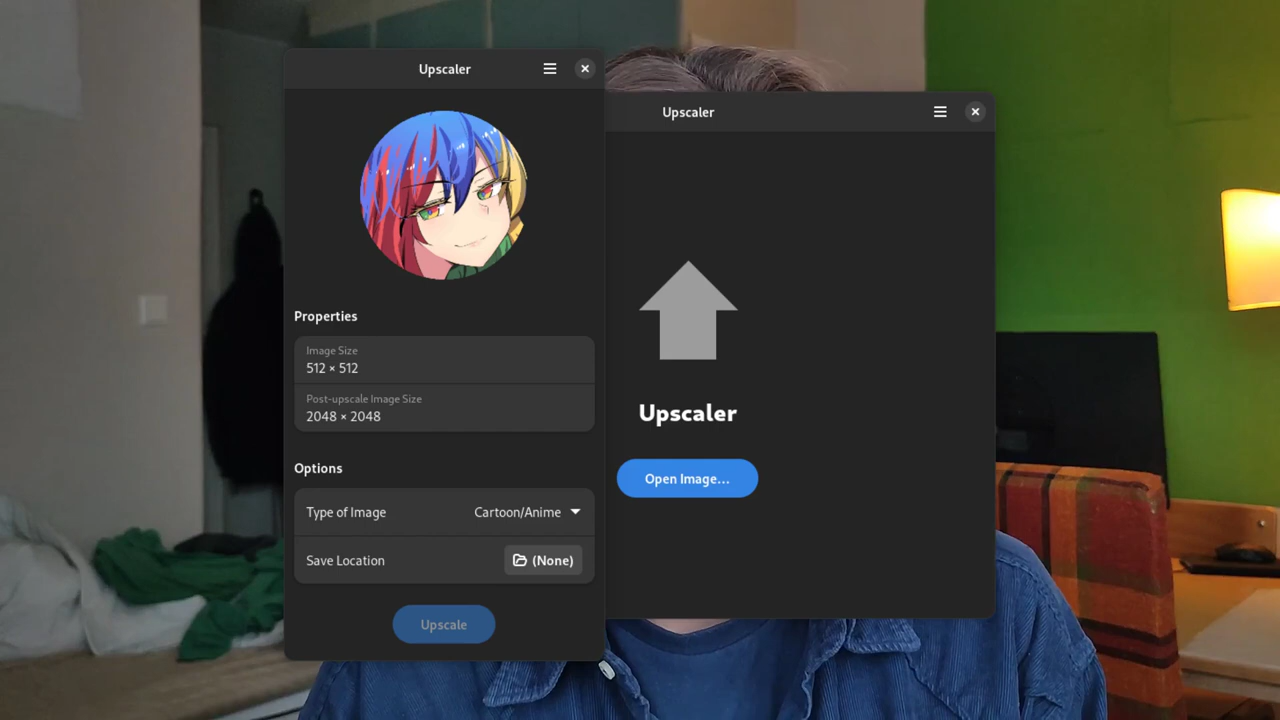 Upscaler
Properties
Image Size
512 × 512
Post-upscale Image Size
2048 × 2048
Options
Type of Image
Cartoon/Anime
Save Location
(None)
Upscale
Upscaler
Upscaler
Open Image...